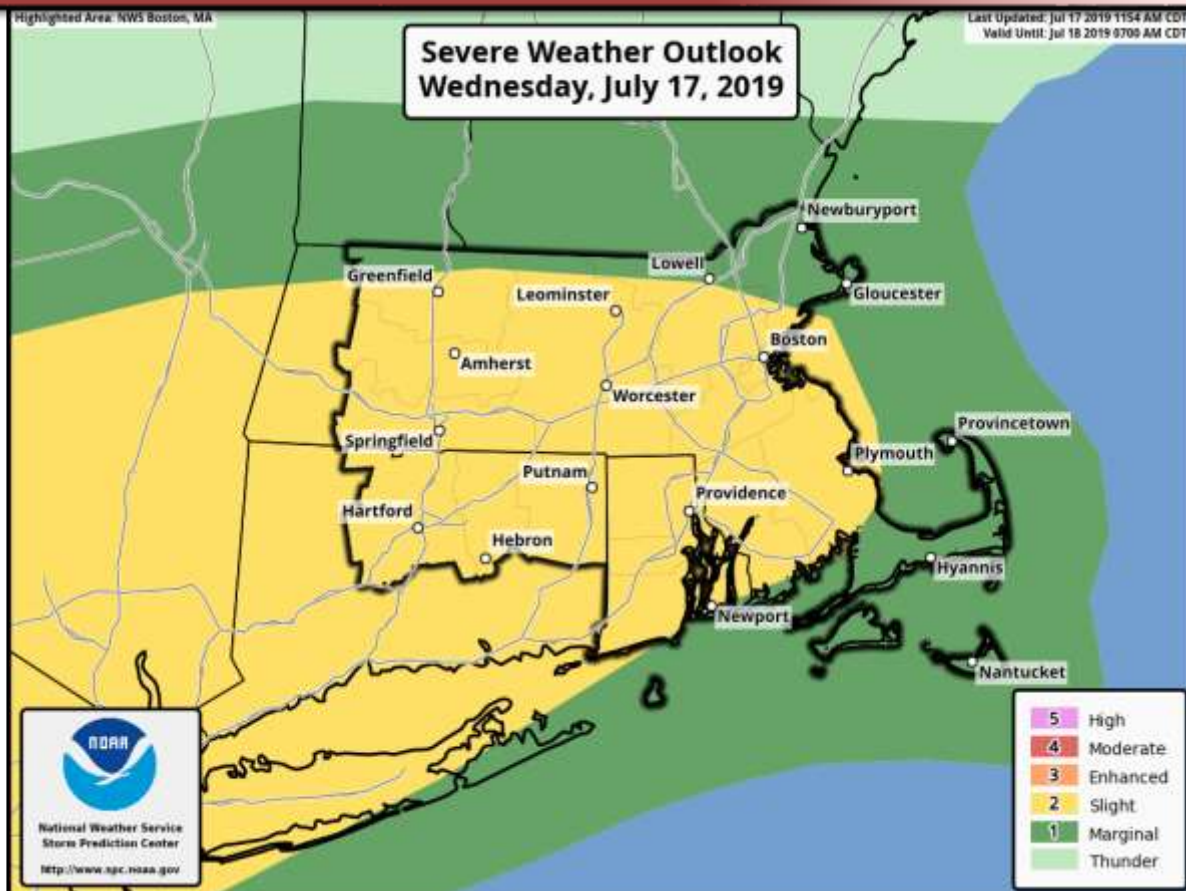 Highlighted Area: NWS Boston, MA
Last Updated: Jul 17 2019 1154 AM CDT
Valid Until: Jul 18 2019 0700 AM CDT
Severe Weather Outlook
Wednesday, July 17, 2019
Newburyport
Lowell
Greenfield
Gloucester
Leominster
Boston
Amherst
Worcester
Provincetown
Springfield
Plymouth
Putnam
Providence
Hartford
Hebron
Hyannis
Newport
Nantucket
5 High
4 Moderate
3 Enhanced
2 Slight
1 Marginal
Thunder
NOAA
National Weather Service
Storm Prediction Center
http://www.spc.noaa.gov